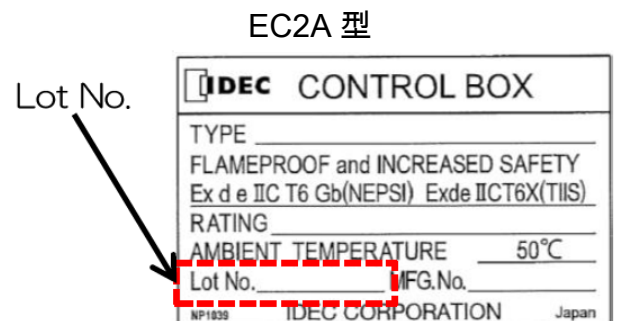 EC2A 型
Lot No.
IDEC CONTROL BOX
TYPE
FLAMEPROOF and INCREASED SAFETY
Ex d e IIC T6 Gb(NEPSI) Exde IICT6X(TIIS)
RATING
AMBIENT TEMPERATURE 50℃
Lot No. MFG.No.
NP1839 IDEC CORPORATION Japan